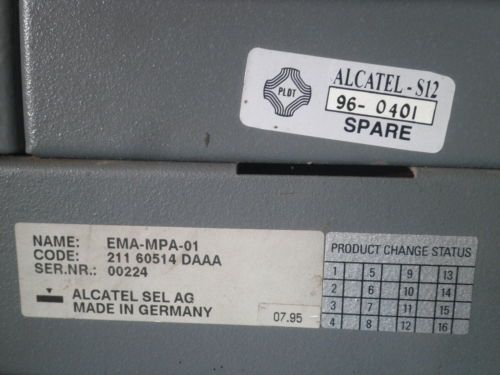 PLDT
ALCATEL - S12
96- 0401
SPARE
NAME: EMA-MPA-01
CODE: 211 60514 DAAA
SER.NR.: 00224
ALCATEL SEL AG
MADE IN GERMANY
07.95
PRODUCT CHANGE STATUS
1 5 9 13
2 6 10 14
3 7 11 15
4 8 12 16